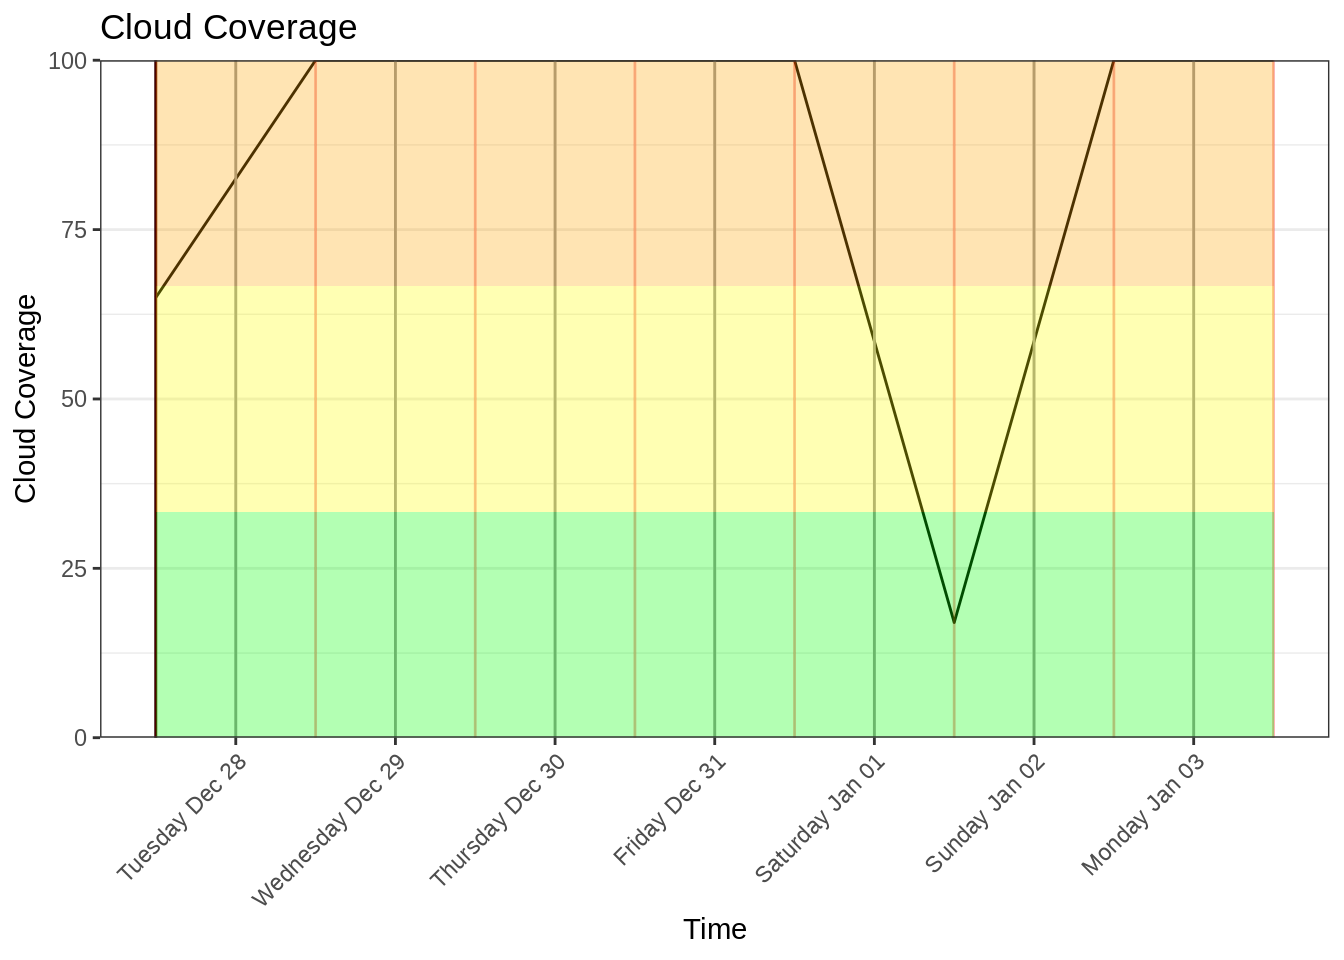 Cloud Coverage
100
75
50
25
0
Cloud Coverage
Tuesday Dec 28
Wednesday Dec 29
Thursday Dec 30
Friday Dec 31
Saturday Jan 01
Sunday Jan 02
Monday Jan 03
Time